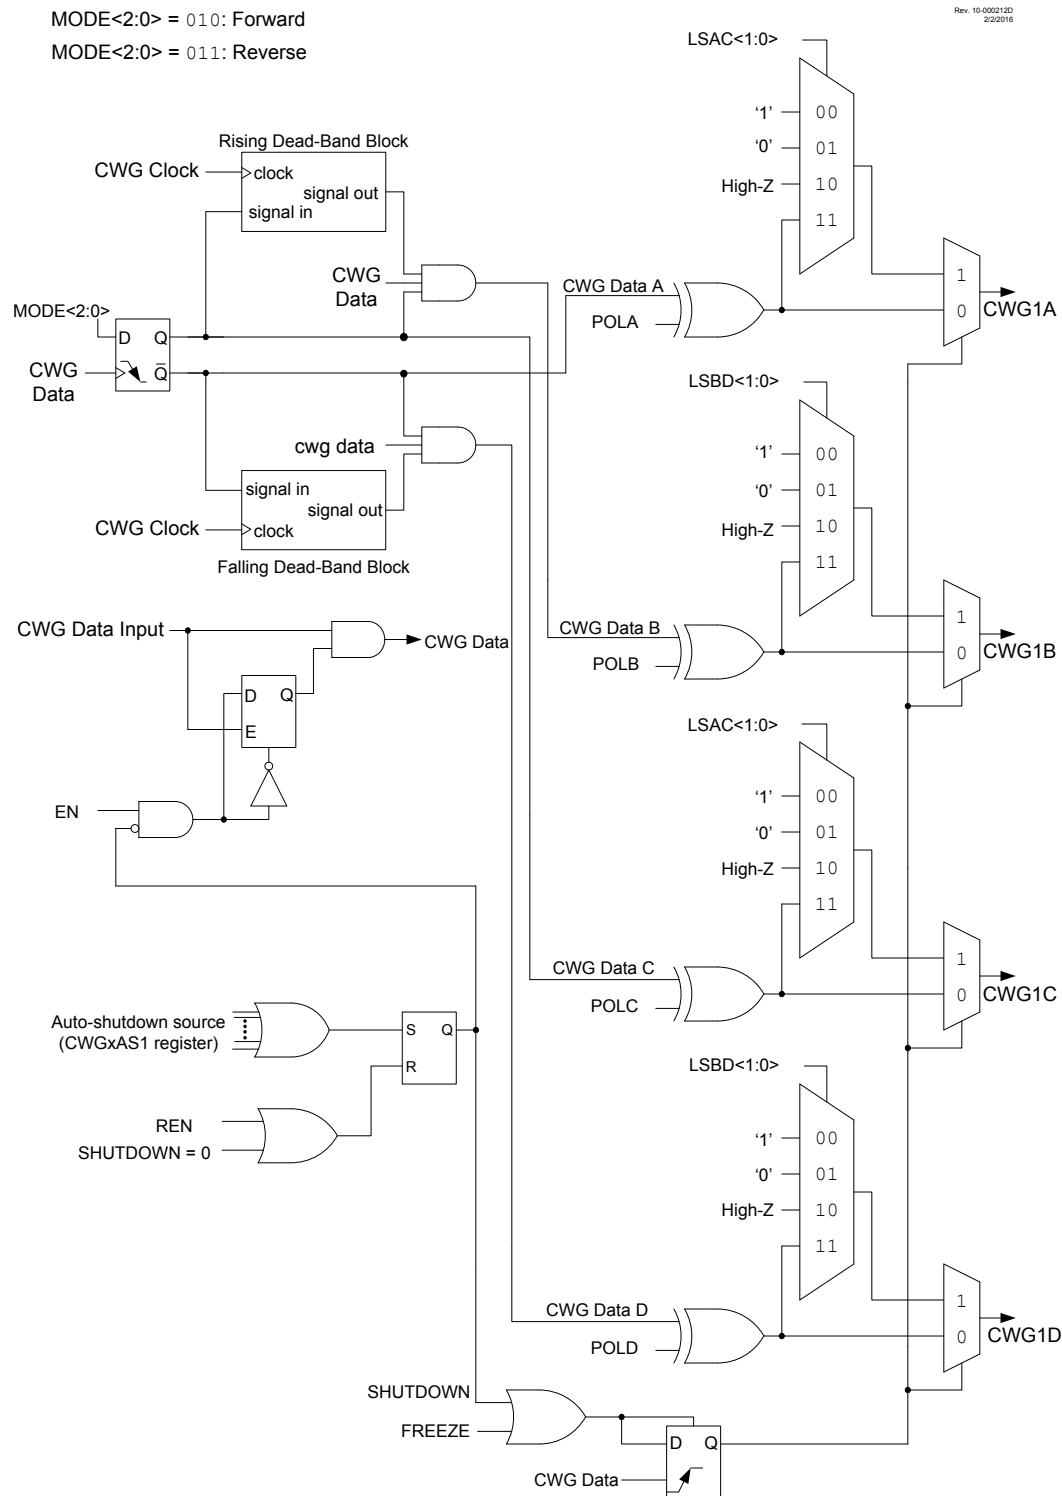 MODE<2:0> = 010: Forward
MODE<2:0> = 011: Reverse
Rev. 10-000212D
2/2/2016
LSAC<1:0>
'1'
00
'0'
01
High-Z
10
11
1
0
CWG1A
Rising Dead-Band Block
CWG Clock
clock
signal out
signal in
CWG
Data
CWG Data A
POLA
MODE<2:0>
D
Q
CWG
Data
Q
cwg data
signal in
signal out
CWG Clock
clock
Falling Dead-Band Block
LSBD<1:0>
'1'
00
'0'
01
High-Z
10
11
1
0
CWG1B
CWG Data B
POLB
CWG Data Input
CWG Data
D
Q
E
EN
LSAC<1:0>
'1'
00
'0'
01
High-Z
10
11
1
0
CWG1C
CWG Data C
POLC
Auto-shutdown source
(CWGxAS1 register)
S
Q
R
REN
SHUTDOWN = 0
LSBD<1:0>
'1'
00
'0'
01
High-Z
10
11
1
0
CWG1D
CWG Data D
POLD
SHUTDOWN
FREEZE
D
Q
CWG Data